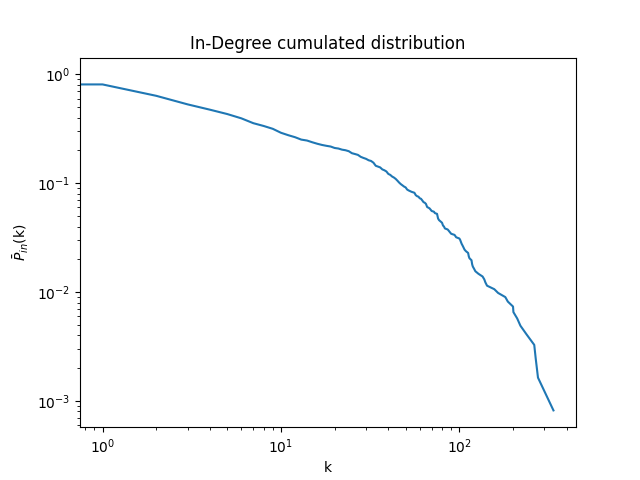 In-Degree cumulated distribution
10⁰
10⁻¹
10⁻²
10⁻³
P̄ᵢₙ(k)
10⁰ 10¹ 10²
k